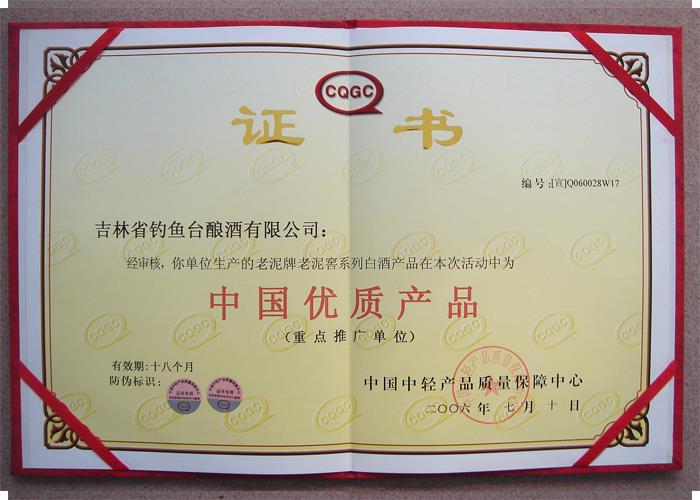 CQGC
证书
编号:[宣]Q060028W17
吉林省钓鱼台酿酒有限公司:
经审核,你单位生产的老泥牌老泥窖系列白酒产品在本次活动中为
中国优质产品
(重点推广单位)
有效期:十八个月
防伪标识:
中国中轻产品质量保障中心
二〇〇六年 七月 十日